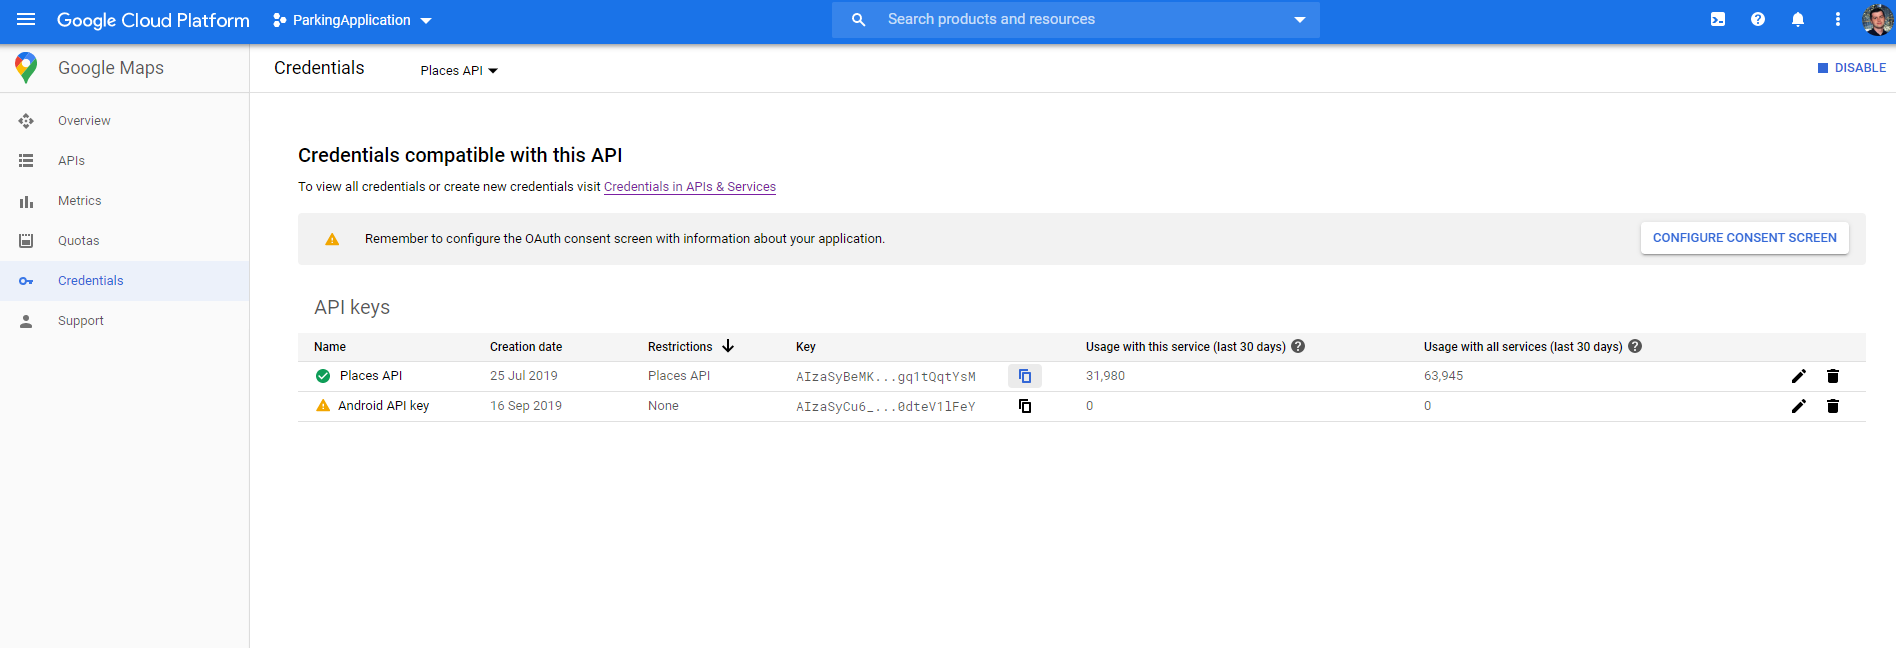 Google Cloud Platform ParkingApplication Search products and resources
Google Maps Credentials Places API DISABLE
Overview
APIs
Metrics
Quotas
Credentials
Support
Credentials compatible with this API
To view all credentials or create new credentials visit Credentials in APIs & Services
Remember to configure the OAuth consent screen with information about your application. CONFIGURE CONSENT SCREEN
API keys
Name Creation date Restrictions Key Usage with this service (last 30 days) Usage with all services (last 30 days)
Places API 25 Jul 2019 Places API AIzaSyBeMK...gq1tQqtYsM 31,980 63,945
Android API key 16 Sep 2019 None AIzaSyCu6_...0dteV1lFeY 0 0